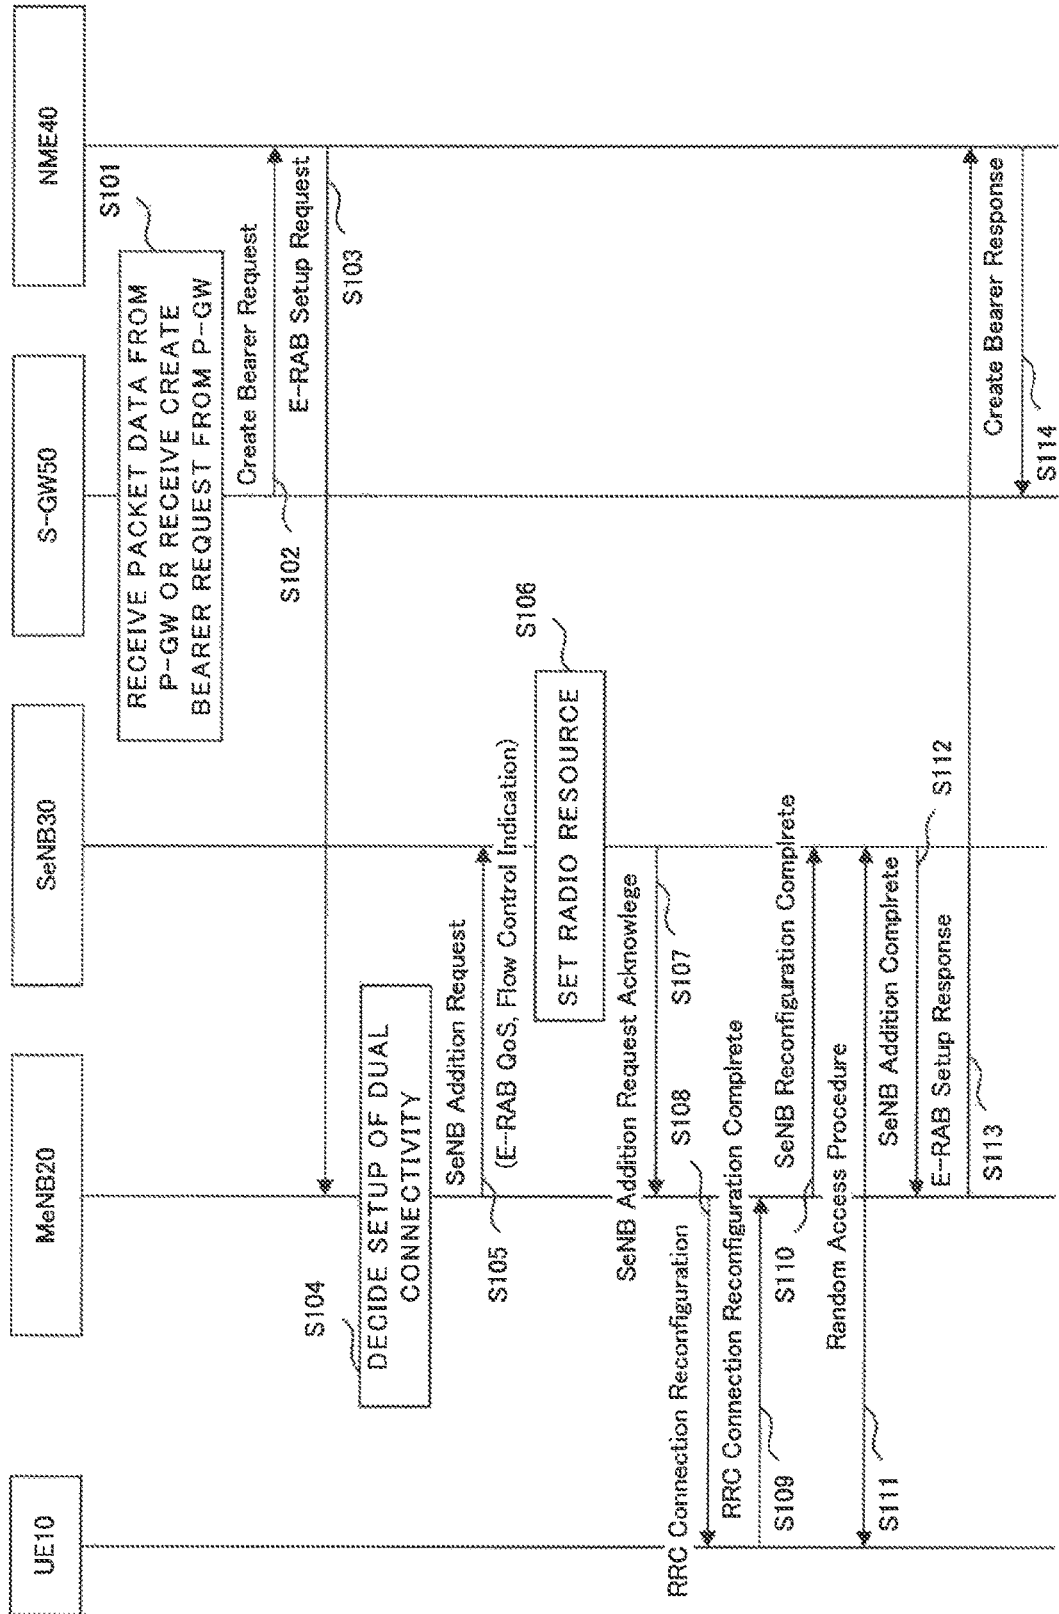 UE10
MeNB20
SeNB30
S-GW50
NME40
S101
RECEIVE PACKET DATA FROM
P-GW OR RECEIVE CREATE
BEARER REQUEST FROM P-GW
Create Bearer Request
S102
E-RAB Setup Request
S103
S104
DECIDE SETUP OF DUAL
CONNECTIVITY
SeNB Addition Request
S105
(E-RAB QoS, Flow Control Indication)
S106
SET RADIO RESOURCE
SeNB Addition Request Acknowlege
S107
RRC Connection Reconfiguration
S108
RRC Connection Reconfiguration Complrete
S109
SeNB Reconfiguration Complrete
S110
Random Access Procedure
S111
SeNB Addition Complrete
S112
E-RAB Setup Response
S113
Create Bearer Response
S114